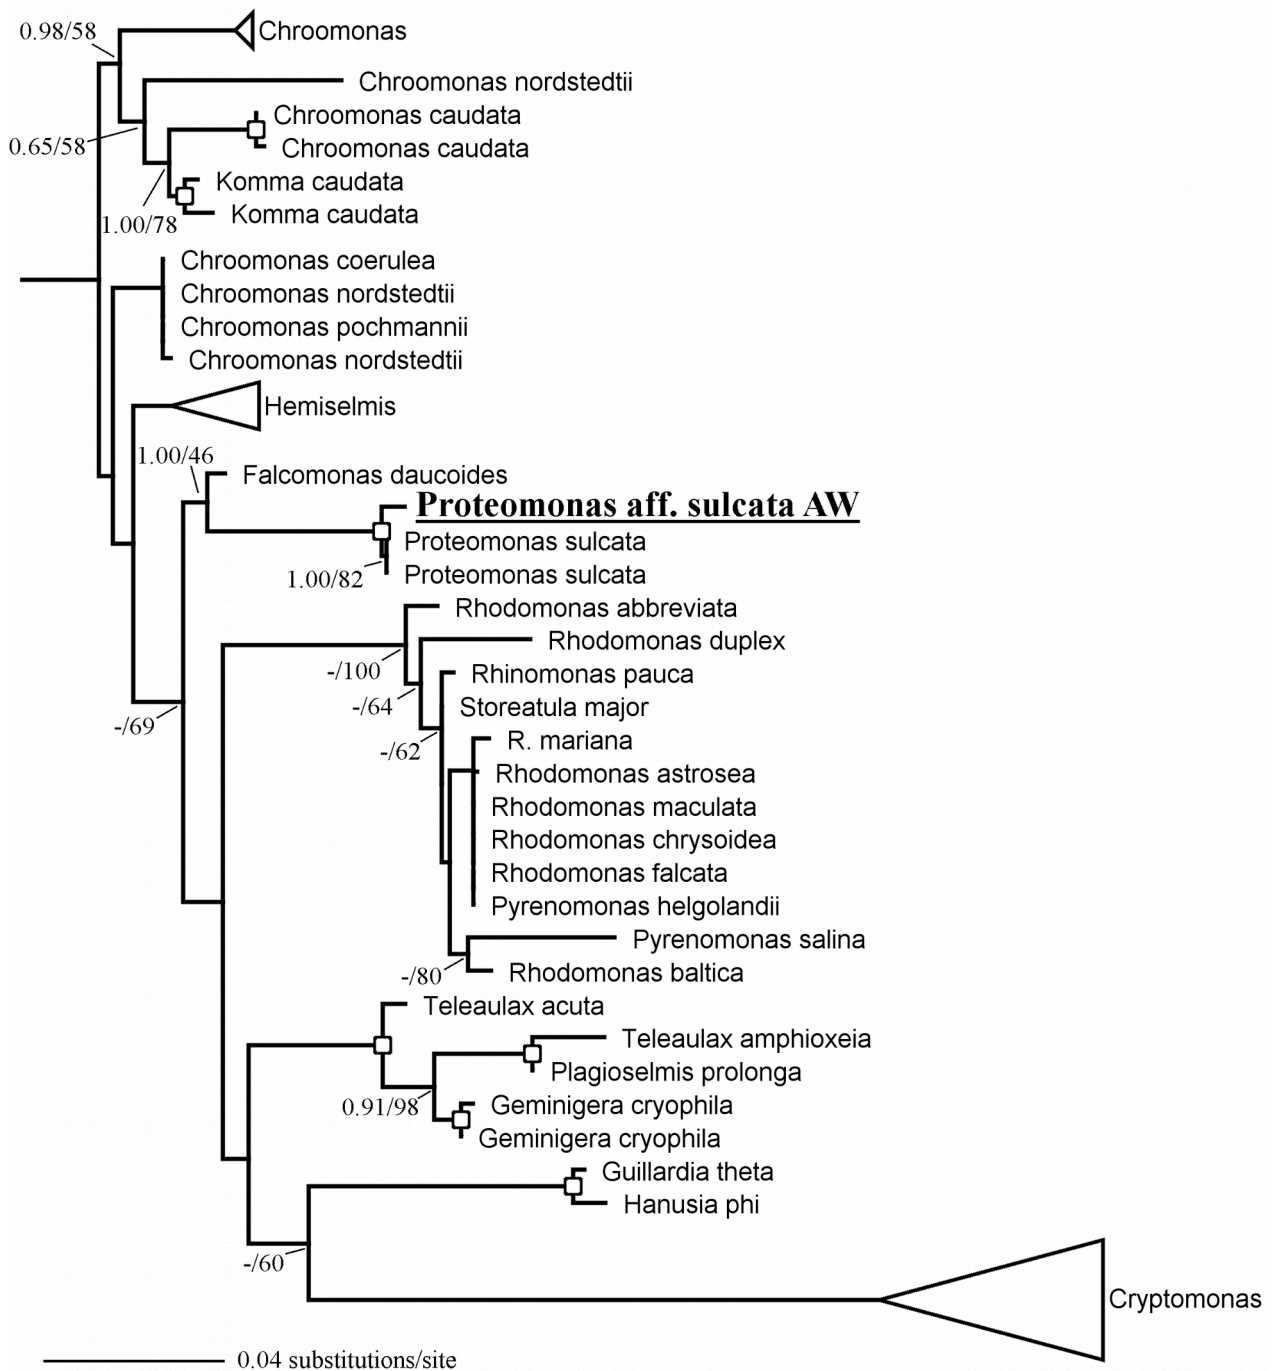 0.98/58
Chroomonas
Chroomonas nordstedtii
Chroomonas caudata
0.65/58
Chroomonas caudata
Komma caudata
Komma caudata
1.00/78
Chroomonas coerulea
Chroomonas nordstedtii
Chroomonas pochmannii
Chroomonas nordstedtii
Hemiselmis
1.00/46
Falcomonas daucoides
Proteomonas aff. sulcata AW
Proteomonas sulcata
Proteomonas sulcata
1.00/82
Rhodomonas abbreviata
Rhodomonas duplex
-/100
Rhinomonas pauca
-/64
Storeatula major
-/69
R. mariana
-/62
Rhodomonas astrosea
Rhodomonas maculata
Rhodomonas chrysoidea
Rhodomonas falcata
Pyrenomonas helgolandii
Pyrenomonas salina
Rhodomonas baltica
-/80
Teleaulax acuta
Teleaulax amphioxeia
Plagioselmis prolonga
0.91/98
Geminigera cryophila
Geminigera cryophila
Guillardia theta
Hanusia phi
-/60
Cryptomonas
0.04 substitutions/site